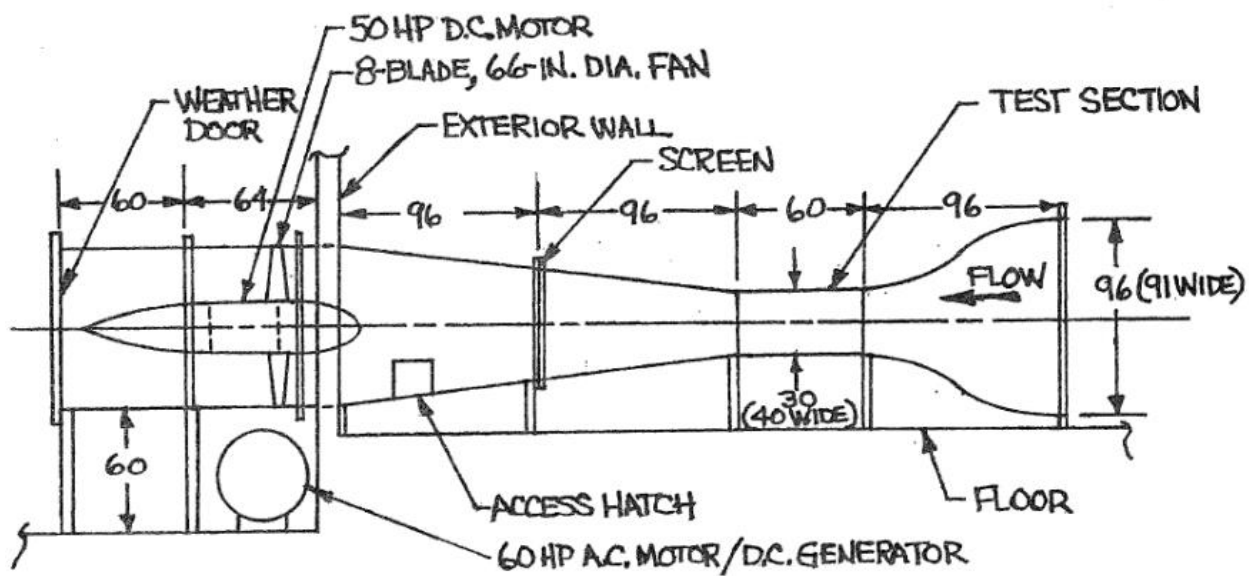 50 HP D.C. MOTOR
8-BLADE, 66-IN. DIA. FAN
WEATHER
DOOR
EXTERIOR WALL
TEST SECTION
SCREEN
60
64
96
96
60
96
FLOW
96 (91 WIDE)
30
(40 WIDE)
60
ACCESS HATCH
FLOOR
60 HP A.C. MOTOR/D.C. GENERATOR